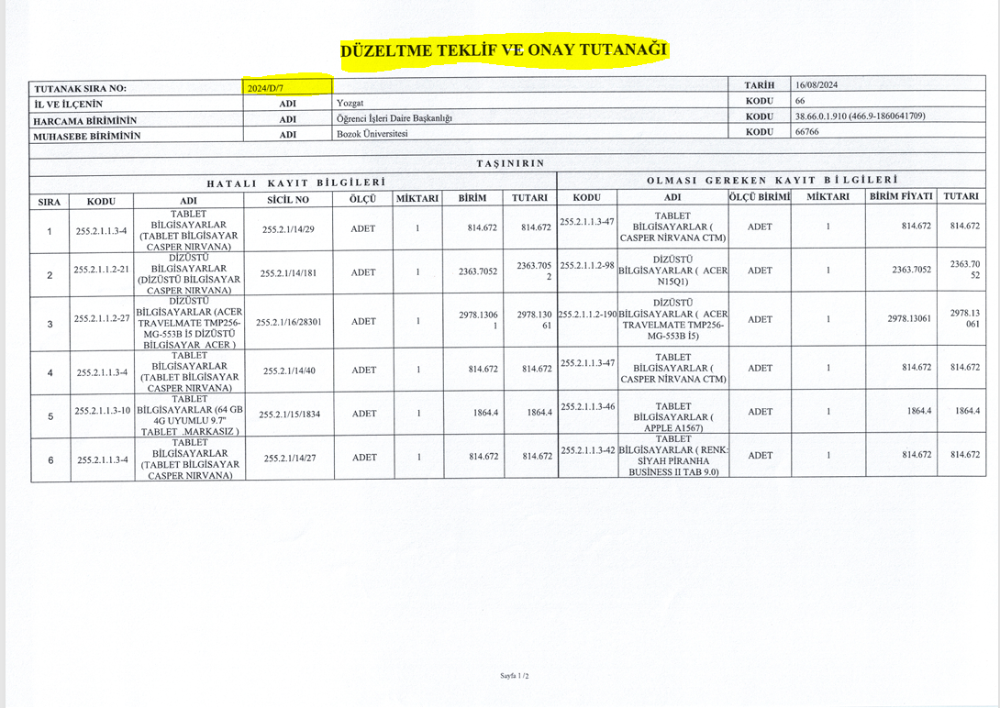 DÜZELTME TEKLİF VE ONAY TUTANAĞI
TUTANAK SIRA NO: 2024/D/7 TARİH 16/08/2024
İL VE İLÇENİN ADI Yozgat KODU 66
HARCAMA BİRİMİNİN ADI Öğrenci İşleri Daire Başkanlığı KODU 38.66.0.1.910 (466.9-1860641709)
MUHASEBE BİRİMİNİN ADI Bozok Üniversitesi KODU 66766
TAŞINIRIN
HATALI KAYIT BİLGİLERİ OLMASI GEREKEN KAYIT BİLGİLERİ
SIRA KODU ADI SİCİL NO ÖLÇÜ MİKTARI BİRİM TUTARI KODU ADI ÖLÇÜ BİRIMİ MİKTARI BİRIM FİYATI TUTARI
1 255.2.1.1.3-4 TABLET BİLGİSAYARLAR (TABLET BİLGİSAYAR CASPER NIRVANA) 255.2.1/14/29 ADET 1 814.672 814.672 255.2.1.1.3-47 TABLET BİLGİSAYARLAR ( CASPER NİRVANA CTM) ADET 1 814.672 814.672
2 255.2.1.1.2-21 DİZÜSTÜ BİLGİSAYARLAR (DİZÜSTÜ BİLGİSAYAR CASPER NIRVANA) 255.2.1/14/181 ADET 1 2363.7052 2363.7052 255.2.1.1.2-98 DİZÜSTÜ BİLGİSAYARLAR ( ACER N15Q1) ADET 1 2363.7052 2363.7052
3 255.2.1.1.2-27 DİZÜSTÜ BİLGİSAYARLAR (ACER TRAVELMATE TMP256-MG-553B İ5 DİZÜSTÜ BİLGİSAYAR ACER ) 255.2.1/16/28301 ADET 1 2978.13061 2978.13061 255.2.1.1.2-190 DİZÜSTÜ BİLGİSAYARLAR ( ACER TRAVELMATE TMP256-MG-553B İ5) ADET 1 2978.13061 2978.13061
4 255.2.1.1.3-4 TABLET BİLGİSAYARLAR (TABLET BİLGİSAYAR CASPER NIRVANA) 255.2.1/14/40 ADET 1 814.672 814.672 255.2.1.1.3-47 TABLET BİLGİSAYARLAR ( CASPER NİRVANA CTM) ADET 1 814.672 814.672
5 255.2.1.1.3-10 TABLET BİLGİSAYARLAR (64 GB 4G UYUMLU 9.7" TABLET .MARKASIZ ) 255.2.1/15/1834 ADET 1 1864.4 1864.4 255.2.1.1.3-46 TABLET BİLGİSAYARLAR ( APPLE A1567) ADET 1 1864.4 1864.4
6 255.2.1.1.3-4 TABLET BİLGİSAYARLAR (TABLET BİLGİSAYAR CASPER NIRVANA) 255.2.1/14/27 ADET 1 814.672 814.672 255.2.1.1.3-42 TABLET BİLGİSAYARLAR ( RENK: SİYAH PİRANHA BUSİNESS II TAB 9.0) ADET 1 814.672 814.672
Sayfa 1 /2